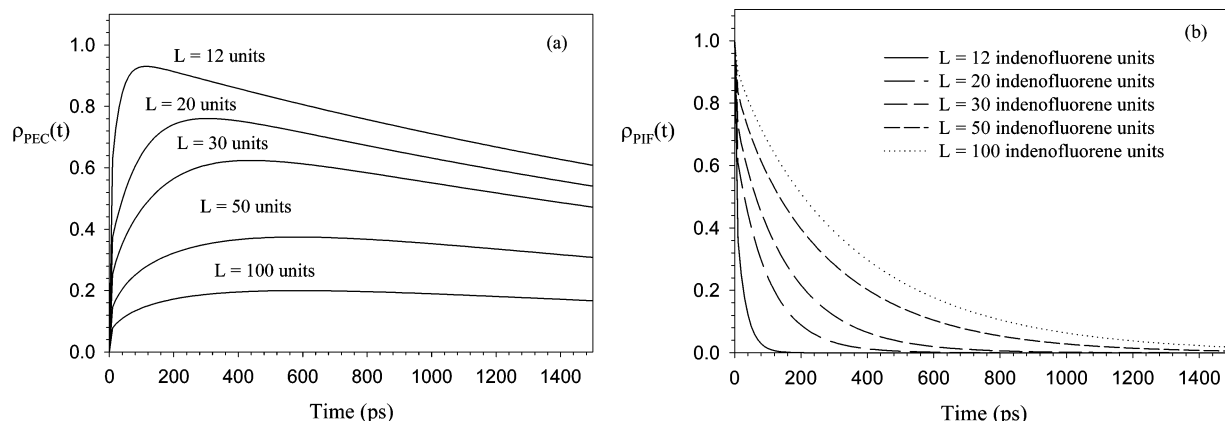 (a)
1.0
L = 12 units
0.8
L = 20 units
ρPEC(t)
L = 30 units
0.6
0.4
L = 50 units
L = 100 units
0.2
0.0
0 200 400 600 800 1000 1200 1400
Time (ps)
(b)
1.0
L = 12 indenofluorene units
L = 20 indenofluorene units
0.8
L = 30 indenofluorene units
ρPIF(t)
L = 50 indenofluorene units
L = 100 indenofluorene units
0.6
0.4
0.2
0.0
0 200 400 600 800 1000 1200 1400
Time (ps)